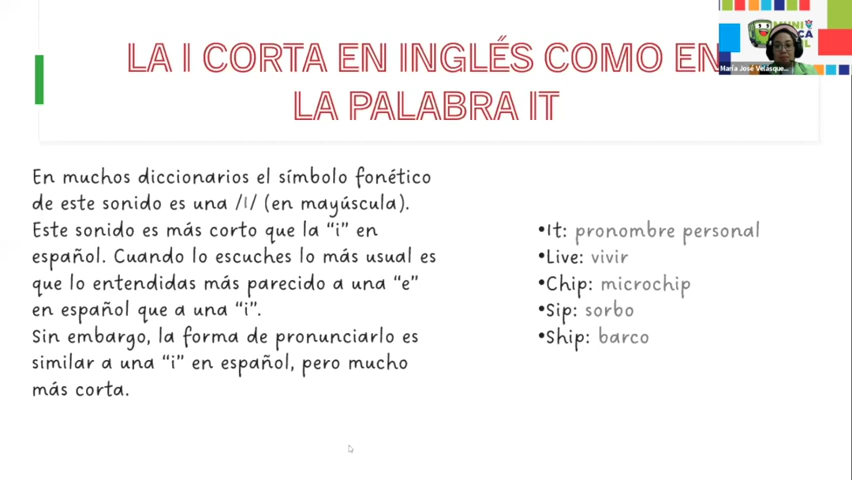 LA I CORTA EN INGLÉS COMO EN
LA PALABRA IT
María José Velásque...
En muchos diccionarios el símbolo fonético
de este sonido es una /I/ (en mayúscula).
Este sonido es más corto que la “i” en
español. Cuando lo escuches lo más usual es
que lo entendidas más parecido a una “e”
en español que a una “i”.
Sin embargo, la forma de pronunciarlo es
similar a una “i” en español, pero mucho
más corta.
•It: pronombre personal
•Live: vivir
•Chip: microchip
•Sip: sorbo
•Ship: barco